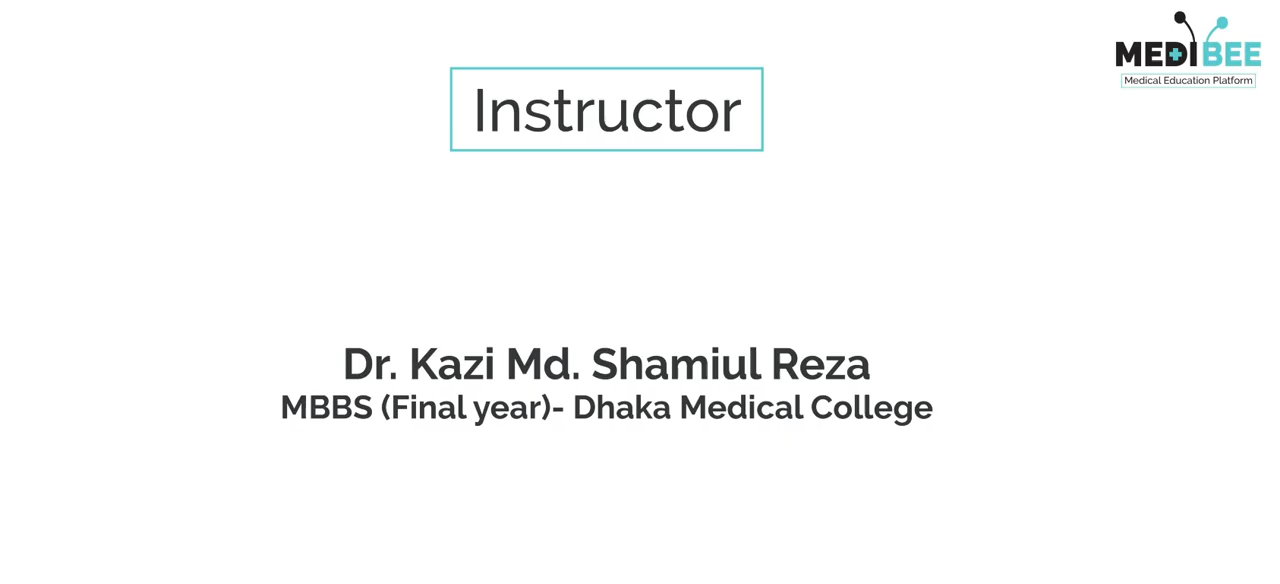 MEDIBEE
Medical Education Platform
Instructor
Dr. Kazi Md. Shamiul Reza
MBBS (Final year)- Dhaka Medical College